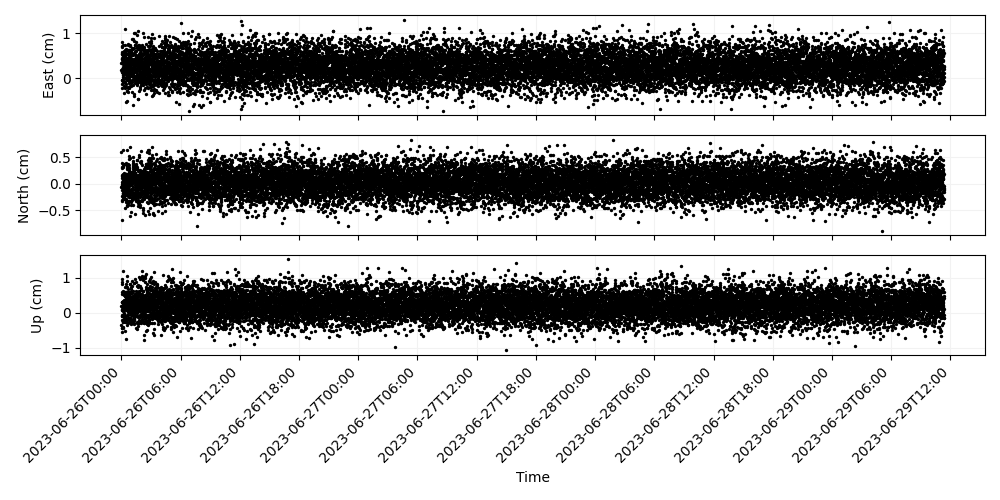 East (cm)
1
0
North (cm)
0.5
0.0
−0.5
Up (cm)
1
0
−1
2023-06-26T00:00
2023-06-26T06:00
2023-06-26T12:00
2023-06-26T18:00
2023-06-27T00:00
2023-06-27T06:00
2023-06-27T12:00
2023-06-27T18:00
2023-06-28T00:00
2023-06-28T06:00
2023-06-28T12:00
2023-06-28T18:00
2023-06-29T00:00
2023-06-29T06:00
2023-06-29T12:00
Time